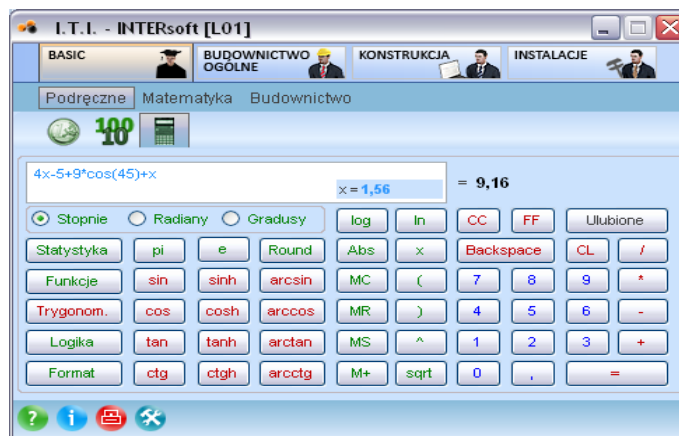 I.T.I. - INTERsoft [L01]
BASIC
BUDOWNICTWO OGÓLNE
KONSTRUKCJA
INSTALACJE
Podręczne Matematyka Budownictwo
100 10
4x-5+9*cos(45)+x
x = 1,56
= 9,16
Stopnie Radiany Gradusy log ln CC FF Ulubione
Statystyka pi e Round Abs x Backspace CL /
Funkcje sin sinh arcsin MC ( 7 8 9 *
Trygonom. cos cosh arccos MR ) 4 5 6 -
Logika tan tanh arctan MS ^ 1 2 3 +
Format ctg ctgh arcctg M+ sqrt 0 , =
? i